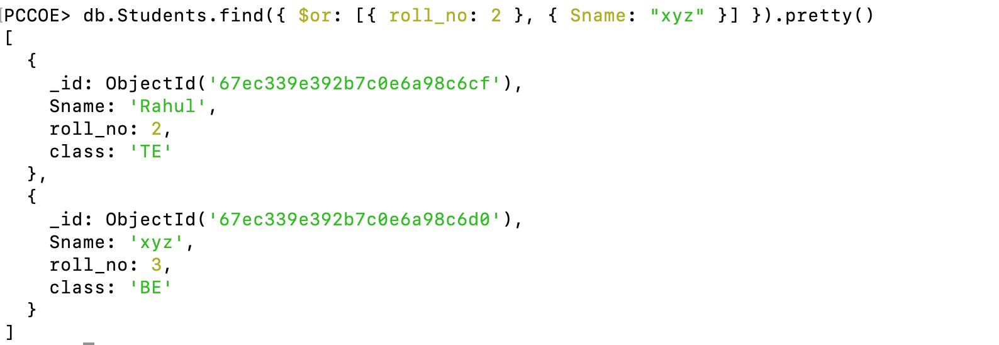 PCCOE> db.Students.find({ $or: [{ roll_no: 2 }, { Sname: "xyz" }] }).pretty()
[
  {
    _id: ObjectId('67ec339e392b7c0e6a98c6cf'),
    Sname: 'Rahul',
    roll_no: 2,
    class: 'TE'
  },
  {
    _id: ObjectId('67ec339e392b7c0e6a98c6d0'),
    Sname: 'xyz',
    roll_no: 3,
    class: 'BE'
  }
]